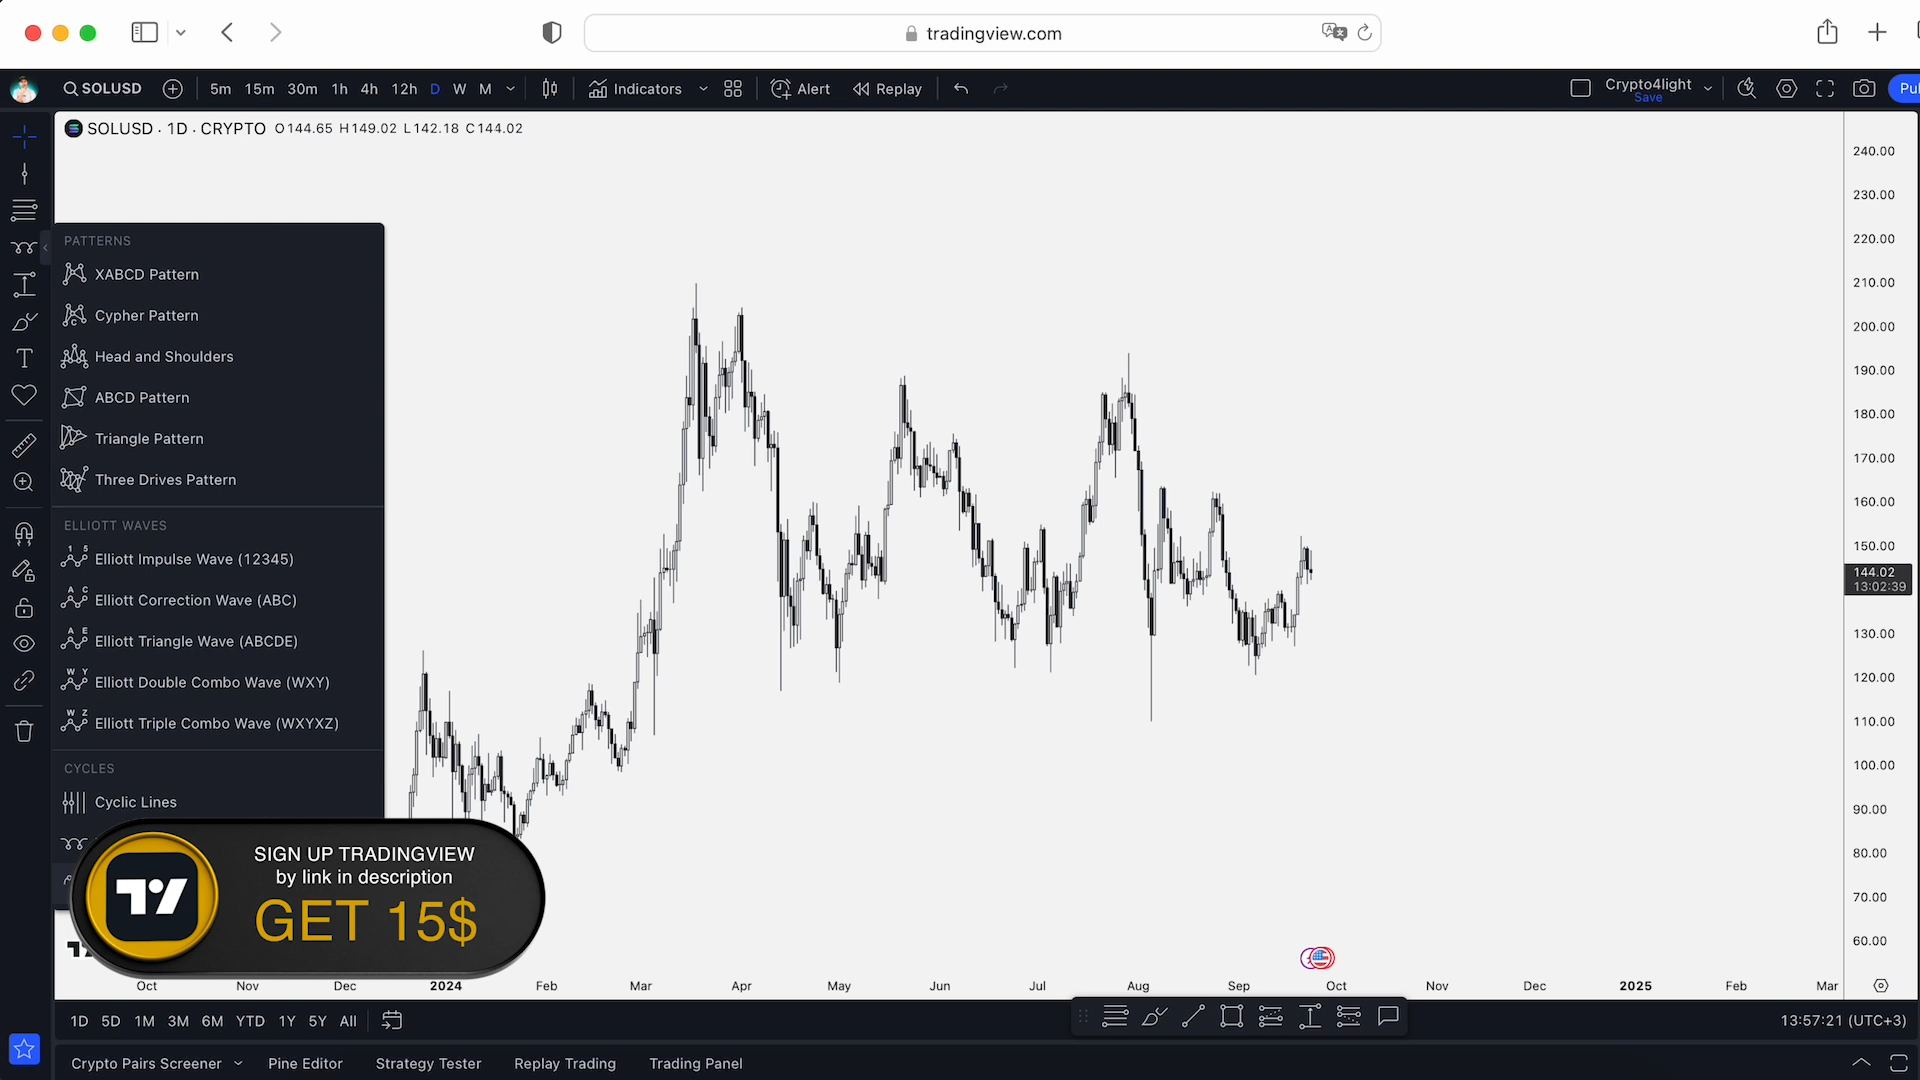 tradingview.com
SOLUSD 5m 15m 30m 1h 4h 12h D W M Indicators Alert Replay Crypto4light
Save
SOLUSD · 1D · CRYPTO O144.65 H149.02 L142.18 C144.02
240.00
230.00
220.00
210.00
200.00
190.00
180.00
170.00
160.00
150.00
144.02
13:02:39
130.00
120.00
110.00
100.00
90.00
80.00
70.00
60.00
PATTERNS
XABCD Pattern
Cypher Pattern
Head and Shoulders
ABCD Pattern
Triangle Pattern
Three Drives Pattern
ELLIOTT WAVES
Elliott Impulse Wave (12345)
Elliott Correction Wave (ABC)
Elliott Triangle Wave (ABCDE)
Elliott Double Combo Wave (WXY)
Elliott Triple Combo Wave (WXYXZ)
CYCLES
Cyclic Lines
SIGN UP TRADINGVIEW
by link in description
GET 15$
Oct Nov Dec 2024 Feb Mar Apr May Jun Jul Aug Sep Oct Nov Dec 2025 Feb Mar
1D 5D 1M 3M 6M YTD 1Y 5Y All
13:57:21 (UTC+3)
Crypto Pairs Screener Pine Editor Strategy Tester Replay Trading Trading Panel